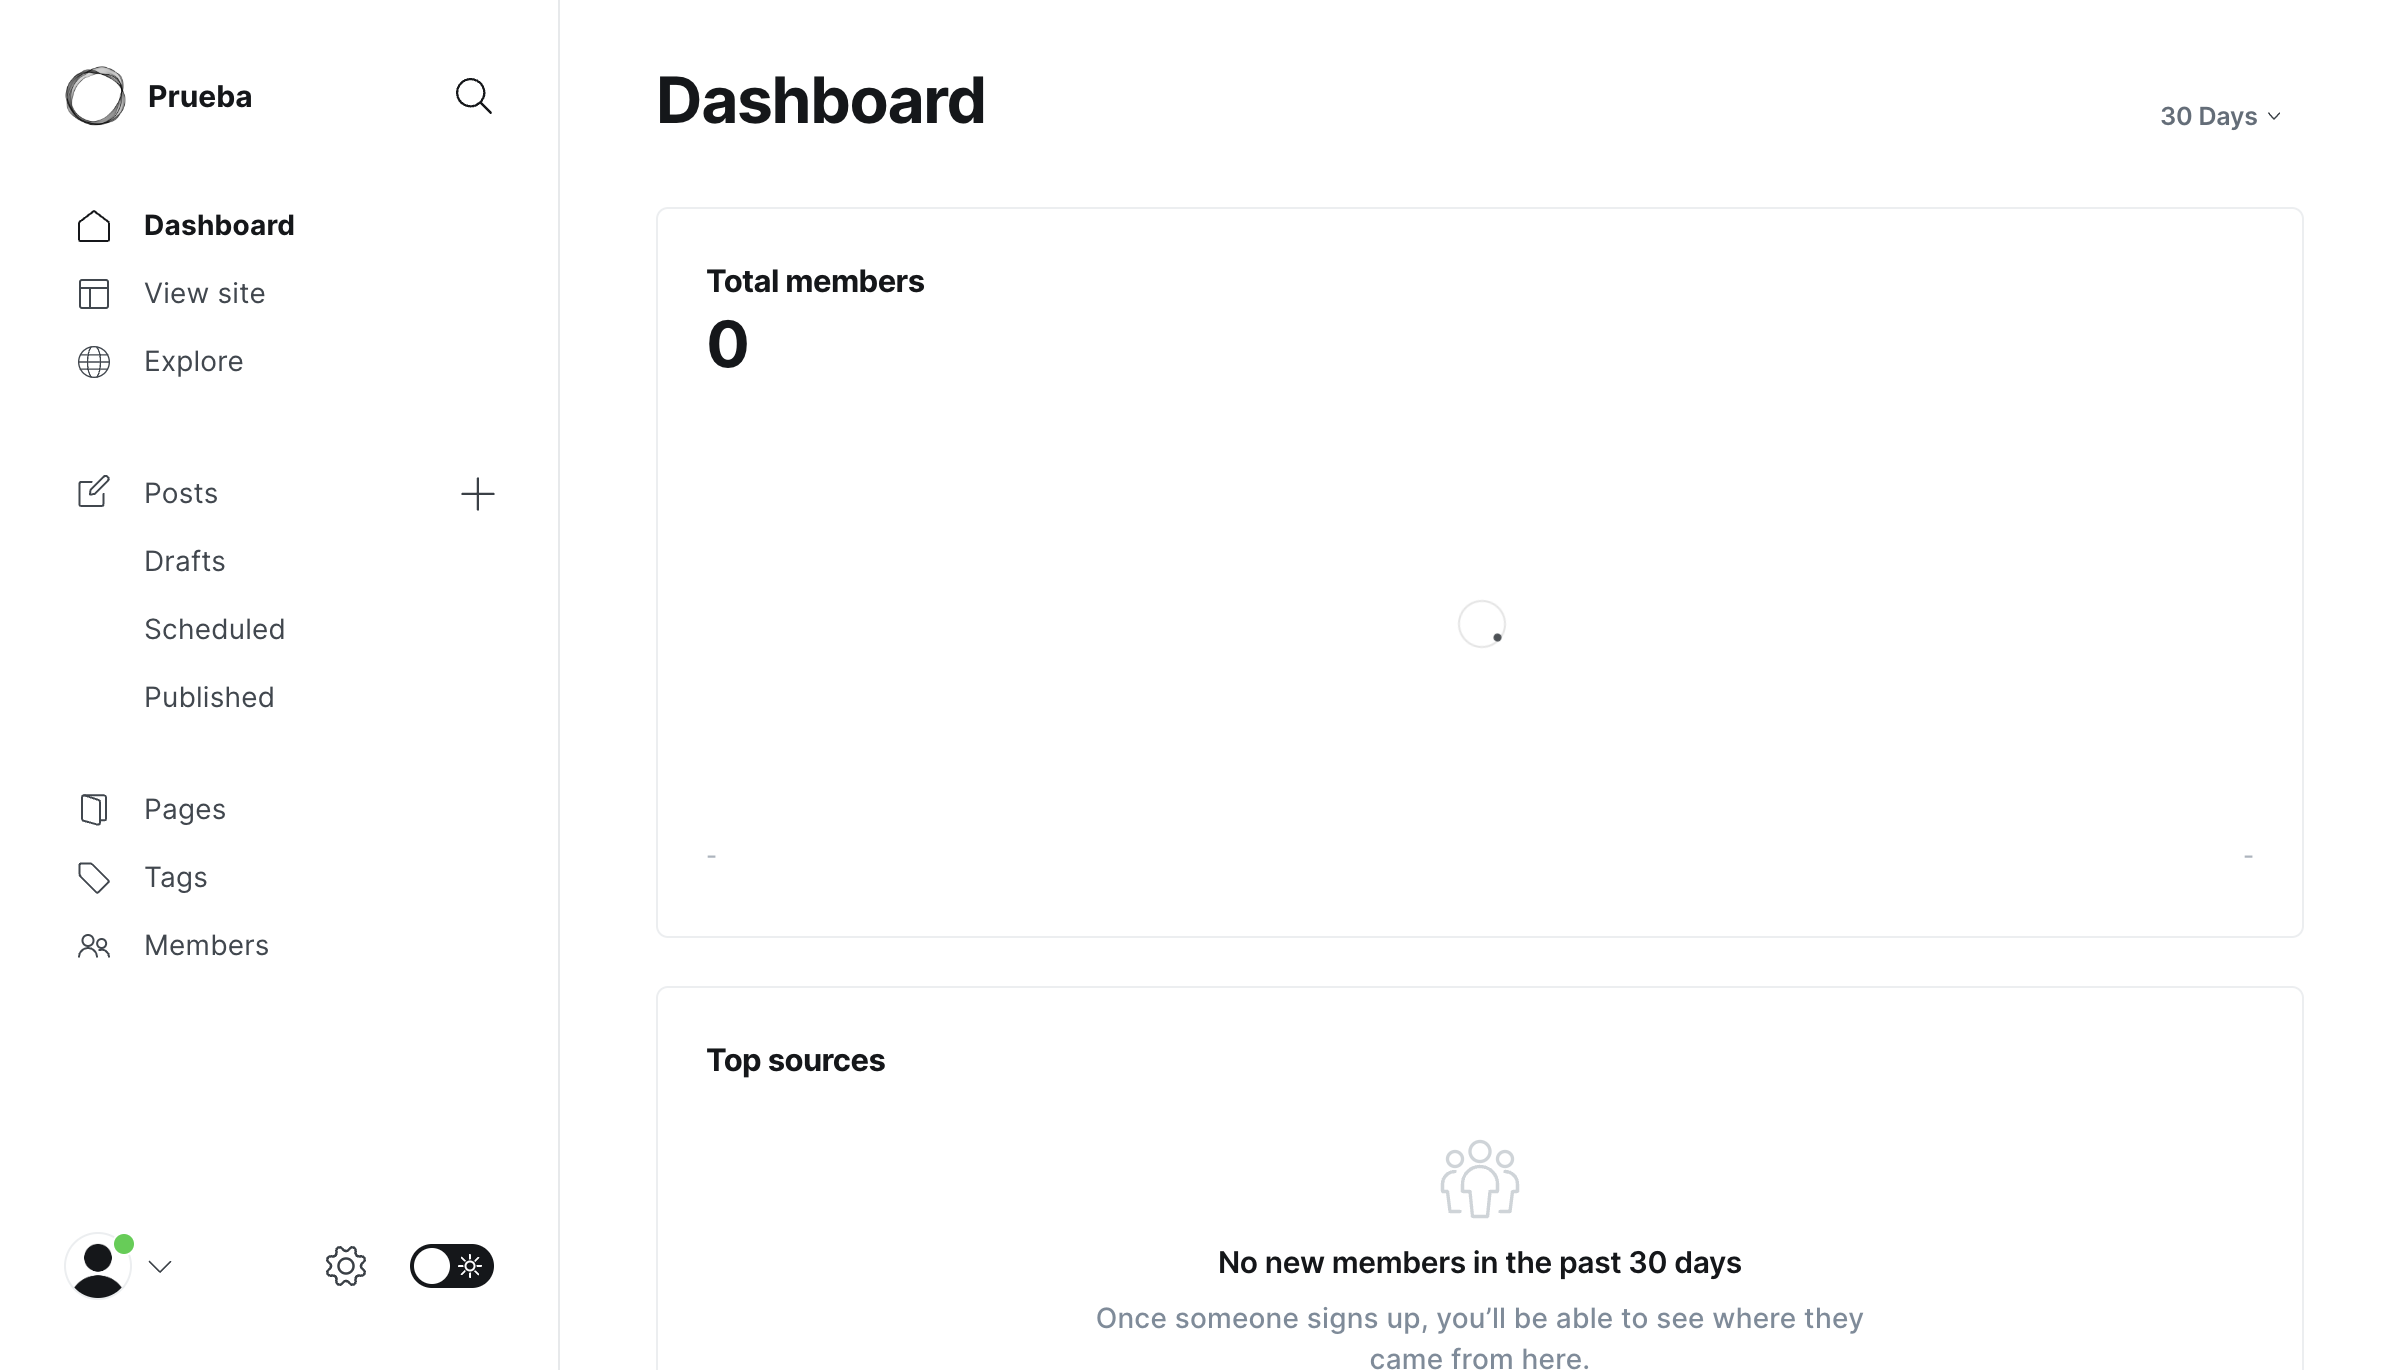 Prueba
Dashboard
View site
Explore
Posts
Drafts
Scheduled
Published
Pages
Tags
Members
Dashboard
30 Days
Total members
0
-
-
Top sources
No new members in the past 30 days
Once someone signs up, you’ll be able to see where they
came from here.